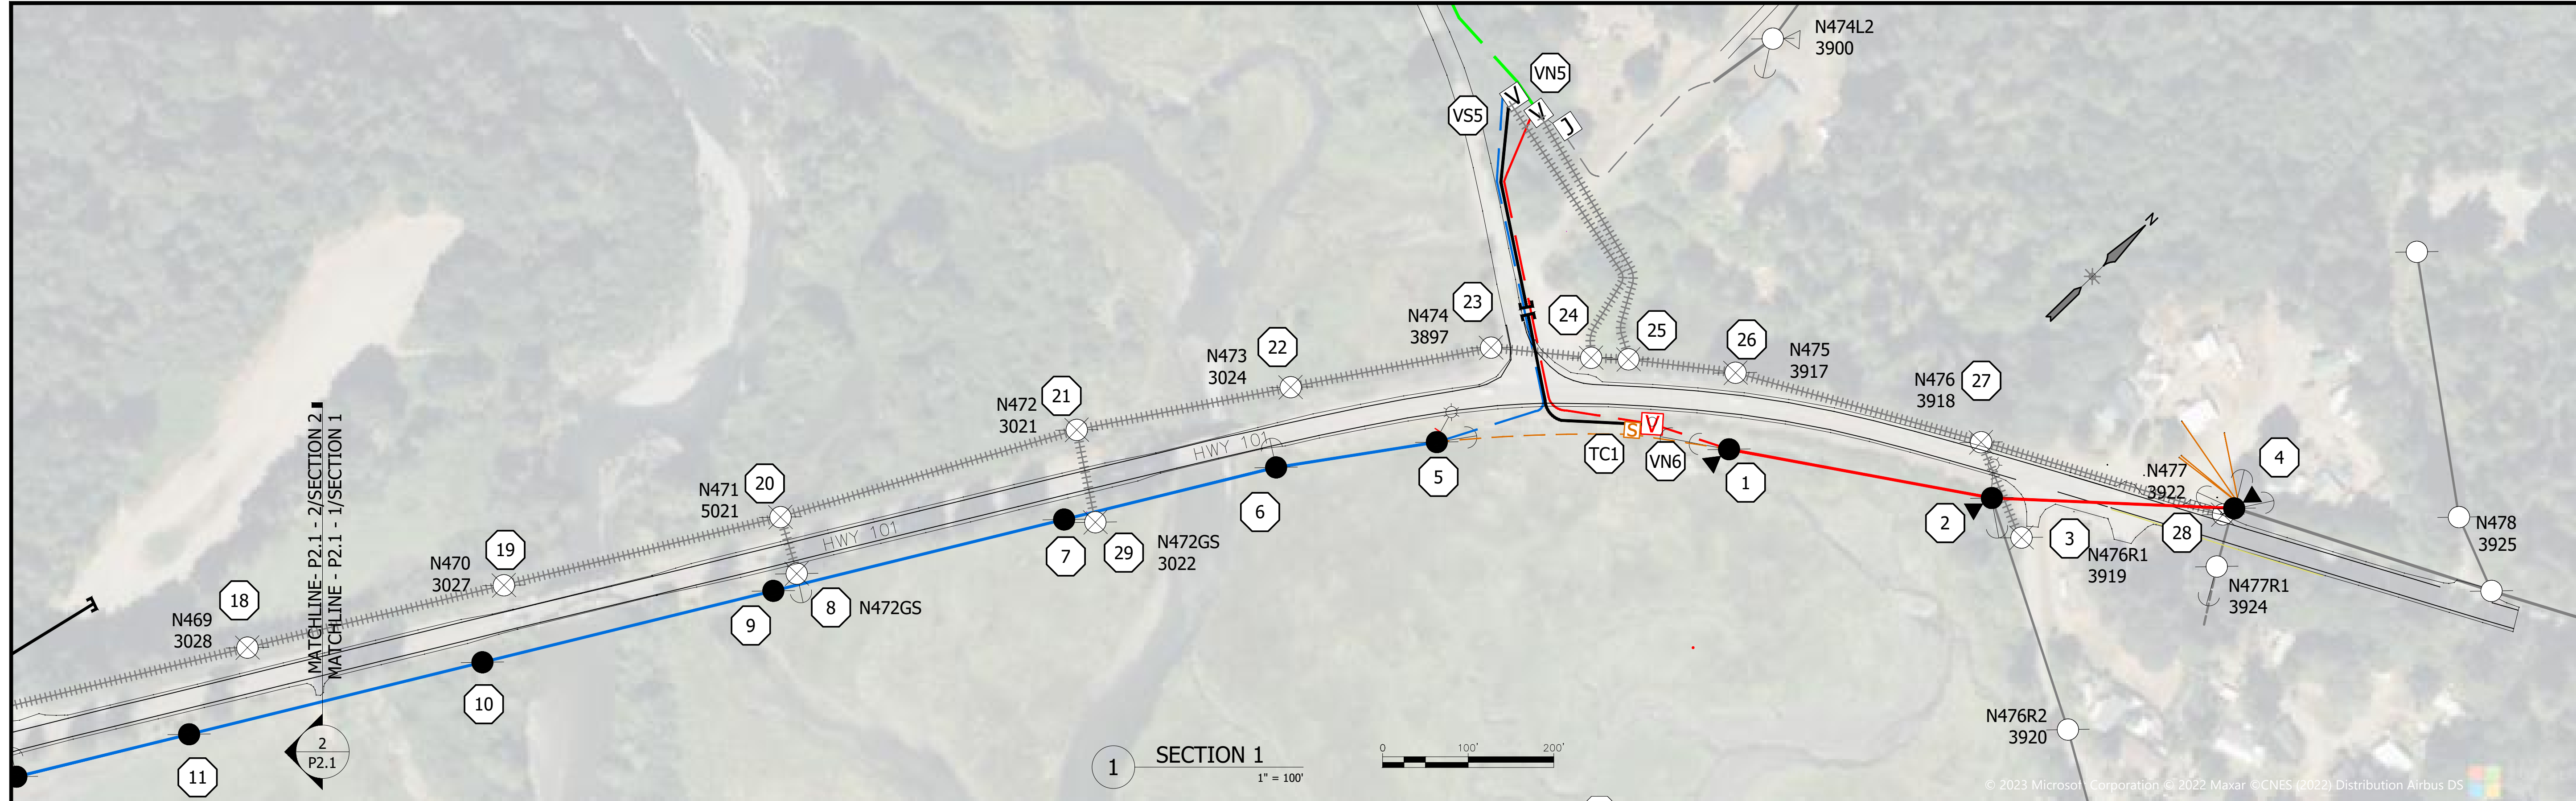 N474L2
3900
VN5
V
V
J
VS5
N
23
N474
3897
24
25
26
N475
3917
22
N473
3024
N476
3918
27
21
N472
3021
HWY 101
S
V
TC1
VN6
1
5
N477
3922
4
20
N471
5021
HWY 101
6
2
3
N476R1
3919
28
N478
3925
MATCHLINE- P2.1 - 2/SECTION 2
MATCHLINE - P2.1 - 1/SECTION 1
19
N470
3027
7
29
N472GS
3022
N477R1
3924
18
N469
3028
9
8
N472GS
10
N476R2
3920
2
P2.1
11
1
SECTION 1
1" = 100'
0 100' 200'
© 2023 Microsoft Corporation © 2022 Maxar ©CNES (2022) Distribution Airbus DS